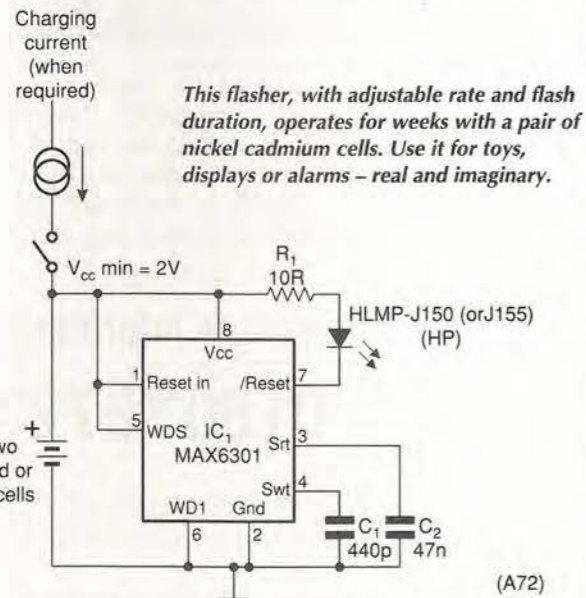 Charging
current
(when
required)
This flasher, with adjustable rate and flash
duration, operates for weeks with a pair of
nickel cadmium cells. Use it for toys,
displays or alarms – real and imaginary.
Vcc min = 2V
R1
10R
HLMP-J150 (orJ155)
(HP)
8
Vcc
1
Reset in
/Reset
7
5
WDS
IC1
MAX6301
Srt
3
Swt
4
WD1
Gnd
6
2
+
or
cells
C1
440p
C2
47n
(A72)